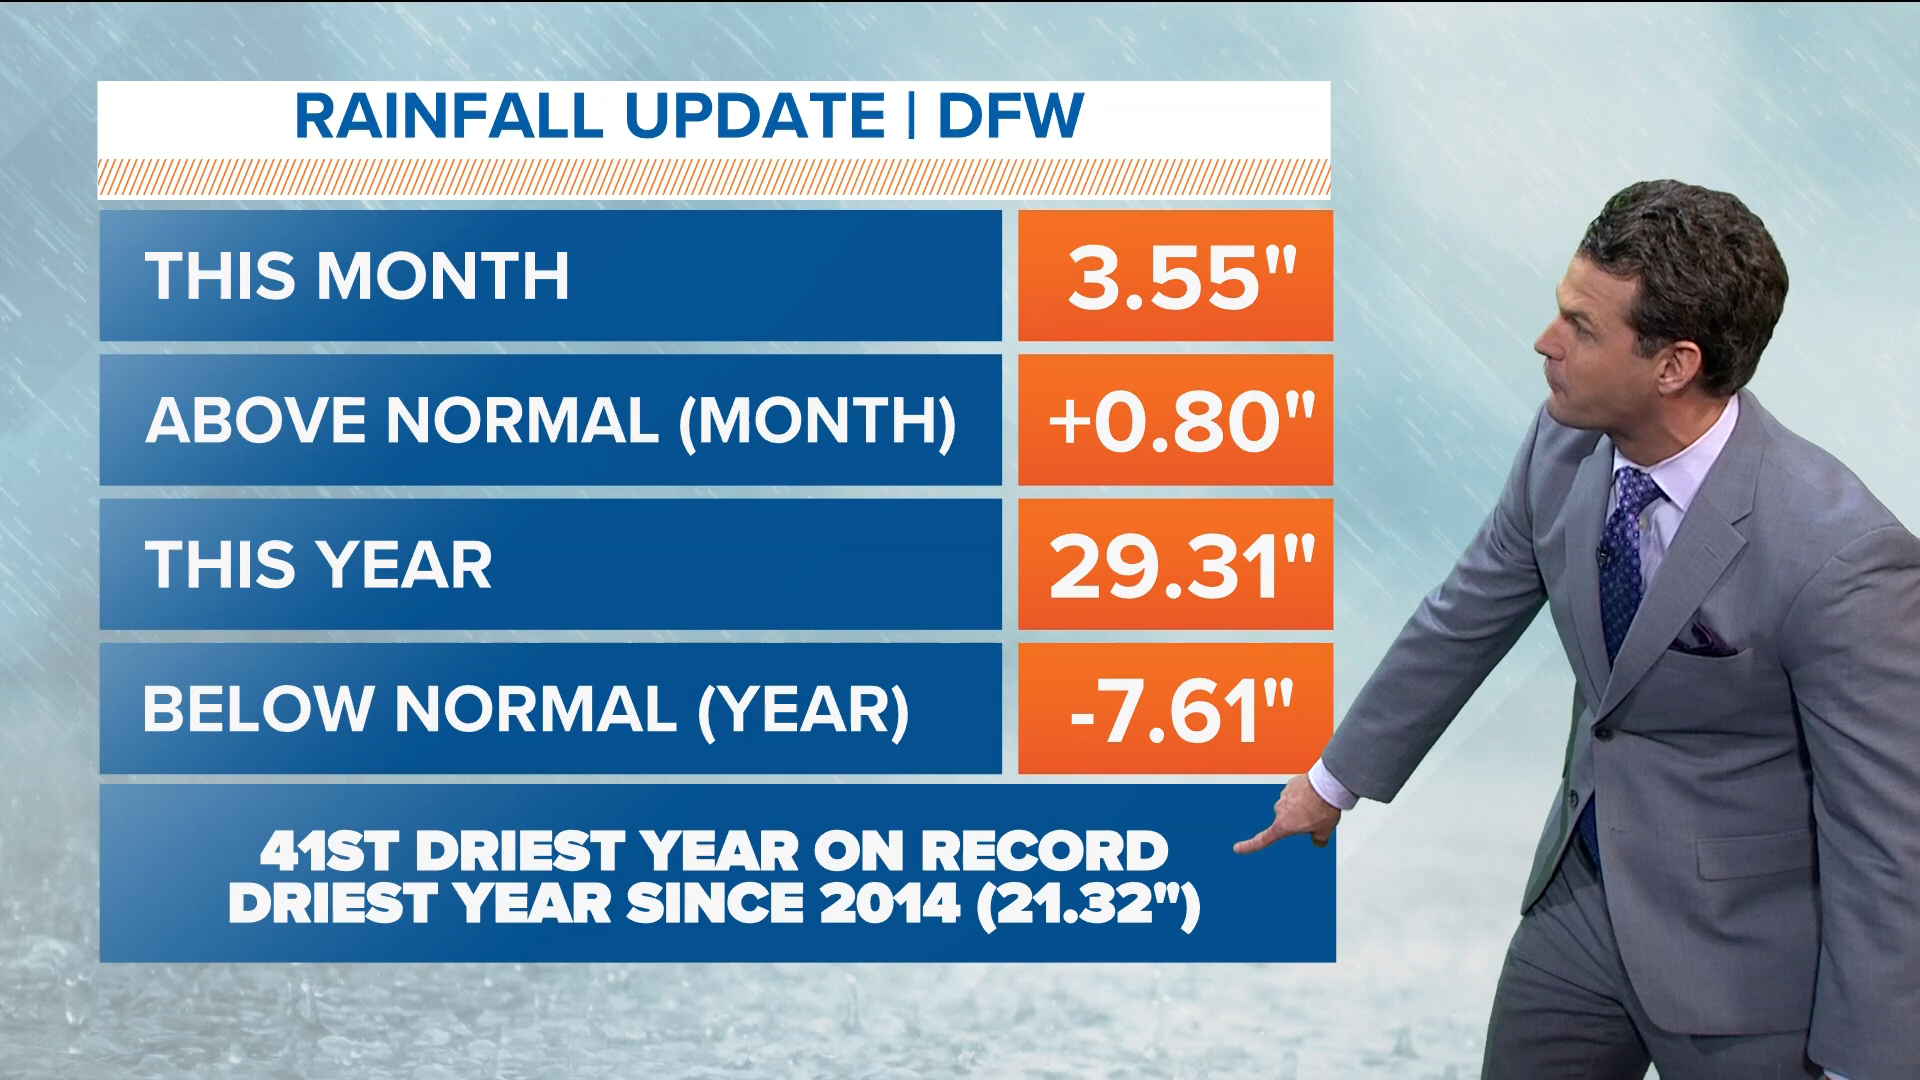 RAINFALL UPDATE | DFW
THIS MONTH 3.55"
ABOVE NORMAL (MONTH) +0.80"
THIS YEAR 29.31"
BELOW NORMAL (YEAR) -7.61"
41ST DRIEST YEAR ON RECORD
DRIEST YEAR SINCE 2014 (21.32")